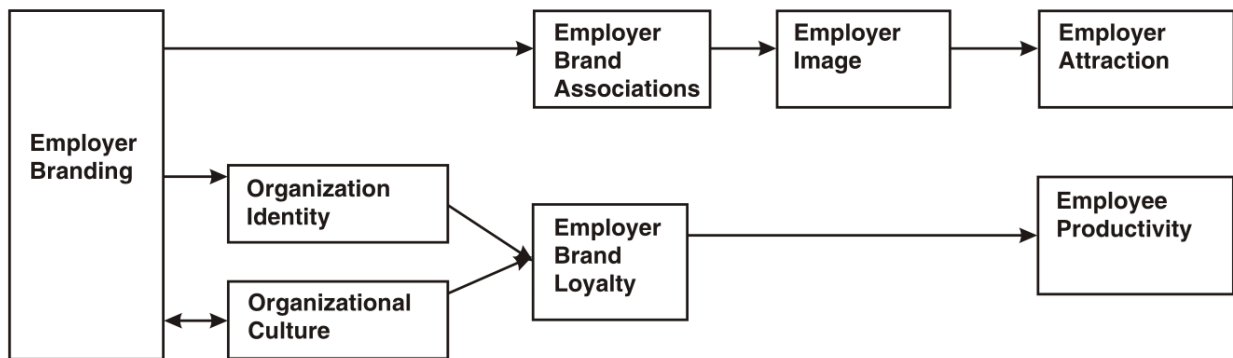 Employer
Branding
Employer
Brand
Associations
Employer
Image
Employer
Attraction
Organization
Identity
Organizational
Culture
Employer
Brand
Loyalty
Employee
Productivity